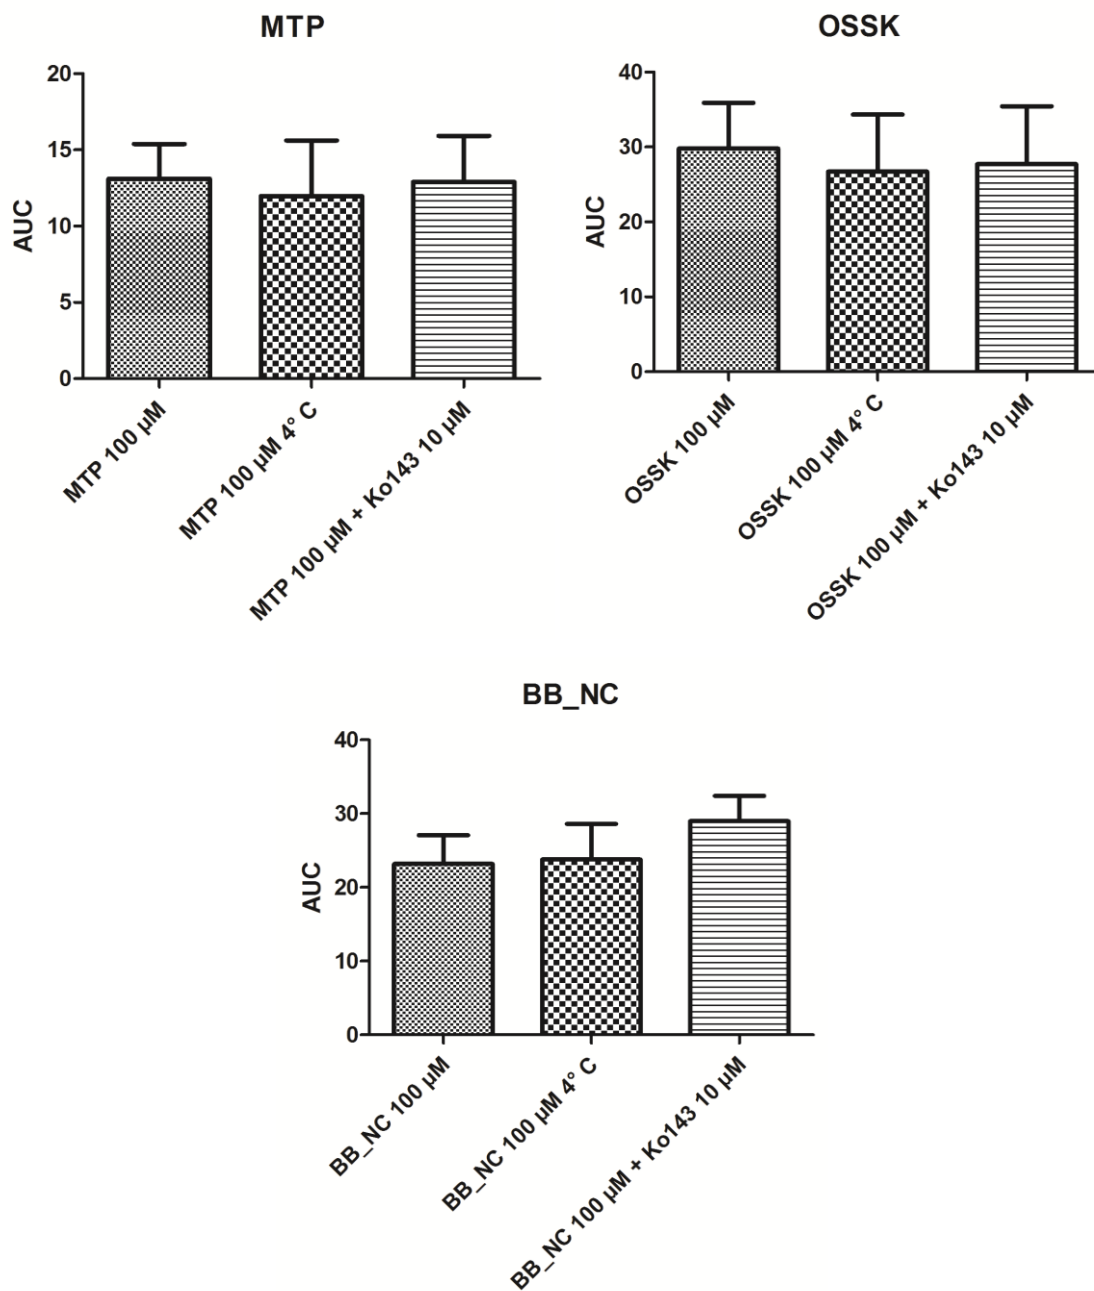 MTP
20
15
10
5
0
AUC
MTP 100 µM
MTP 100 µM 4° C
MTP 100 µM + Ko143 10 µM
OSSK
40
30
20
10
0
AUC
OSSK 100 µM
OSSK 100 µM 4° C
OSSK 100 µM + Ko143 10 µM
BB_NC
40
30
20
10
0
AUC
BB_NC 100 µM
BB_NC 100 µM 4° C
BB_NC 100 µM + Ko143 10 µM